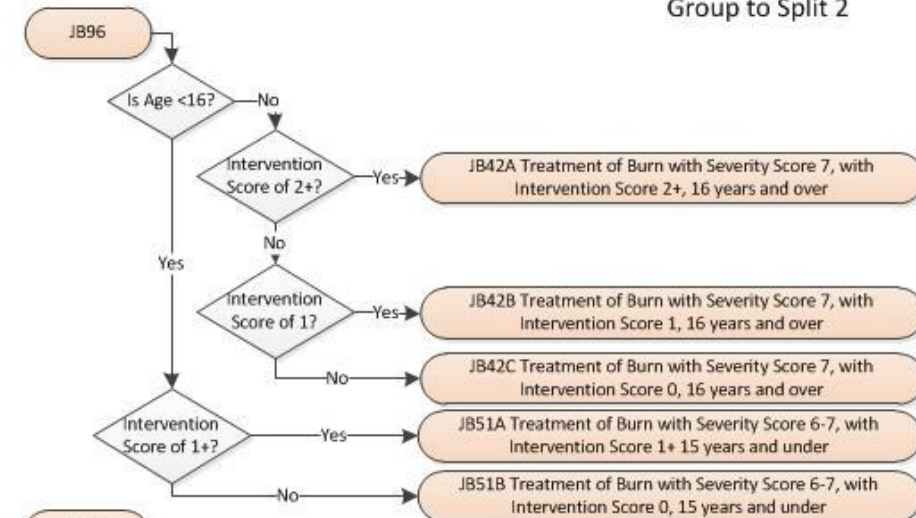 Group to Split 2
JB96
Is Age <16?
No
Intervention
Score of 2+?
Yes
JB42A Treatment of Burn with Severity Score 7, with
Intervention Score 2+, 16 years and over
No
Yes
Intervention
Score of 1?
Yes
JB42B Treatment of Burn with Severity Score 7, with
Intervention Score 1, 16 years and over
No
JB42C Treatment of Burn with Severity Score 7, with
Intervention Score 0, 16 years and over
Intervention
Score of 1+?
Yes
JB51A Treatment of Burn with Severity Score 6-7, with
Intervention Score 1+ 15 years and under
No
JB51B Treatment of Burn with Severity Score 6-7, with
Intervention Score 0, 15 years and under